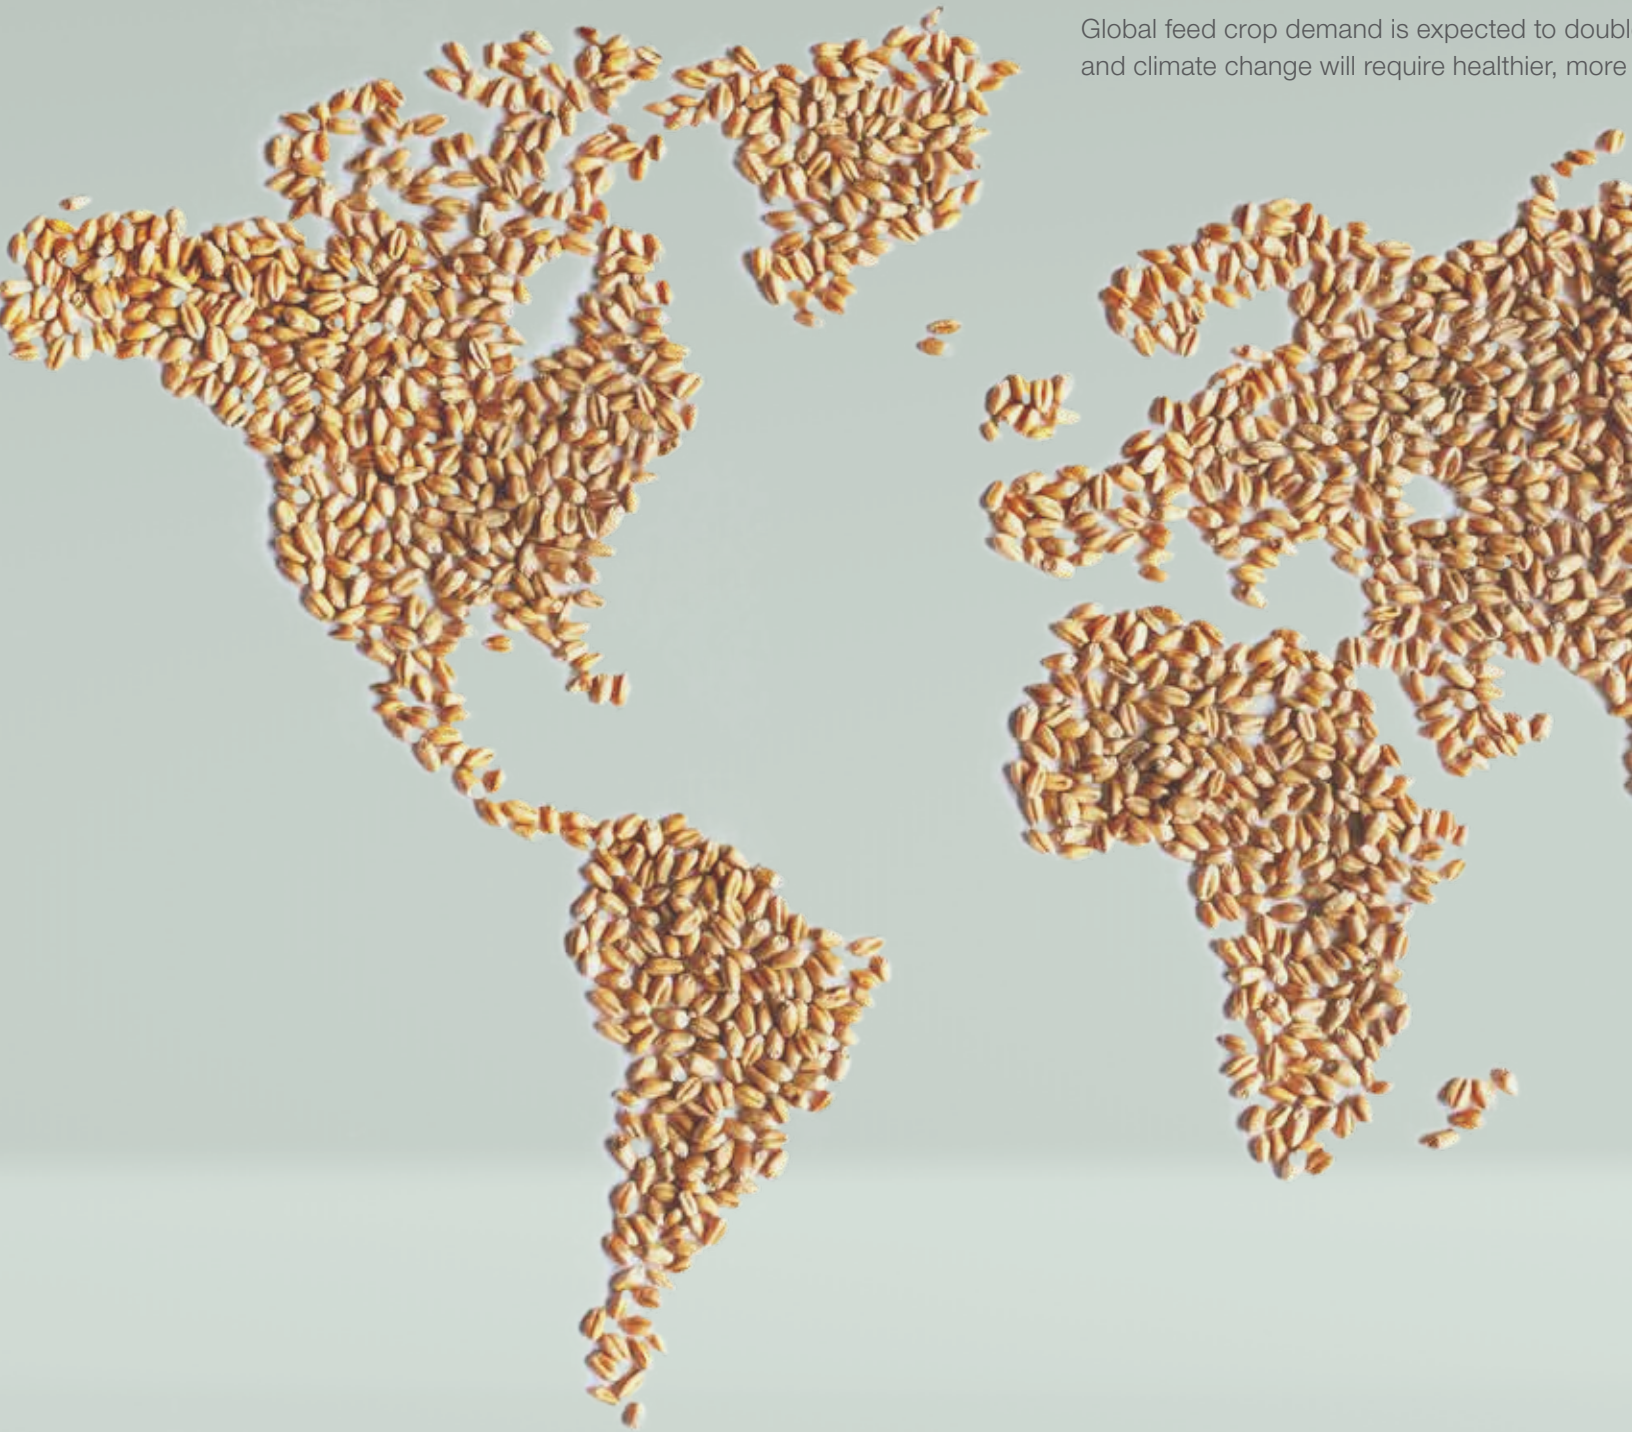 Global feed crop demand is expected to doubl
and climate change will require healthier, more